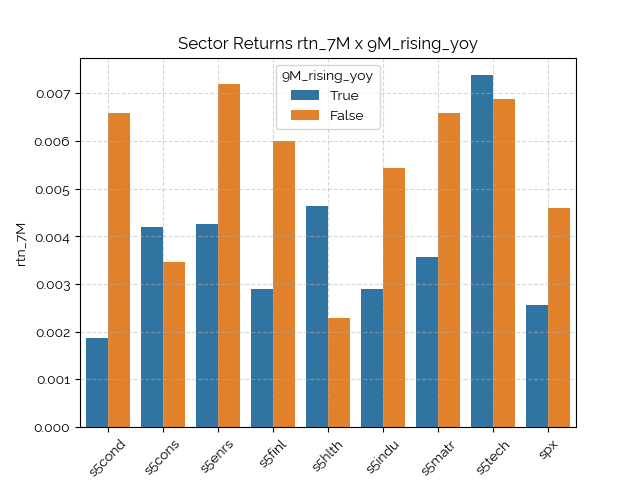 Sector Returns rtn_7M x 9M_rising_yoy
9M_rising_yoy
True
False
rtn_7M
0.007
0.006
0.005
0.004
0.003
0.002
0.001
0.000
s5cond
s5cons
s5enrs
s5finl
s5hlth
s5indu
s5matr
s5tech
spx